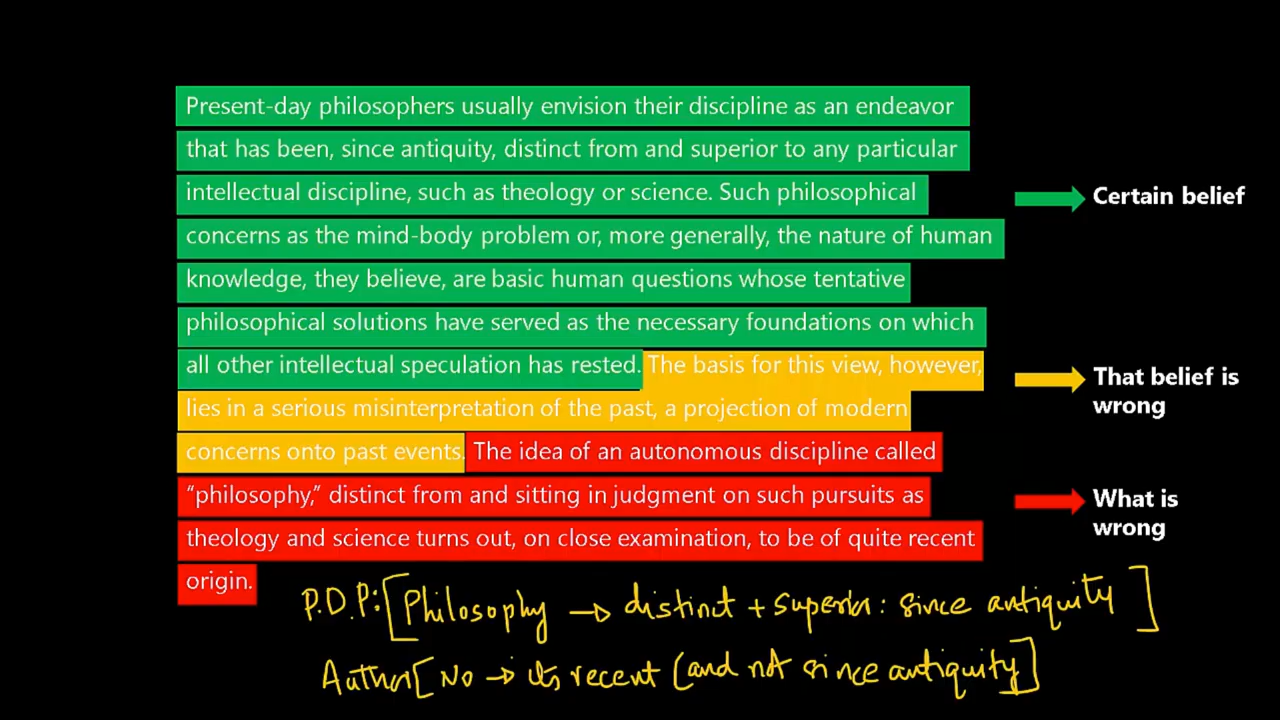 Present-day philosophers usually envision their discipline as an endeavor
that has been, since antiquity, distinct from and superior to any particular
intellectual discipline, such as theology or science. Such philosophical
Certain belief
concerns as the mind-body problem or, more generally, the nature of human
knowledge, they believe, are basic human questions whose tentative
philosophical solutions have served as the necessary foundations on which
all other intellectual speculation has rested. The basis for this view, however,
That belief is
wrong
lies in a serious misinterpretation of the past, a projection of modern
concerns onto past events. The idea of an autonomous discipline called
“philosophy,” distinct from and sitting in judgment on such pursuits as
What is
wrong
theology and science turns out, on close examination, to be of quite recent
origin.
P.D.P:[Philosophy → distinct + superior: since antiquity]
Author[No → its recent (and not since antiquity]